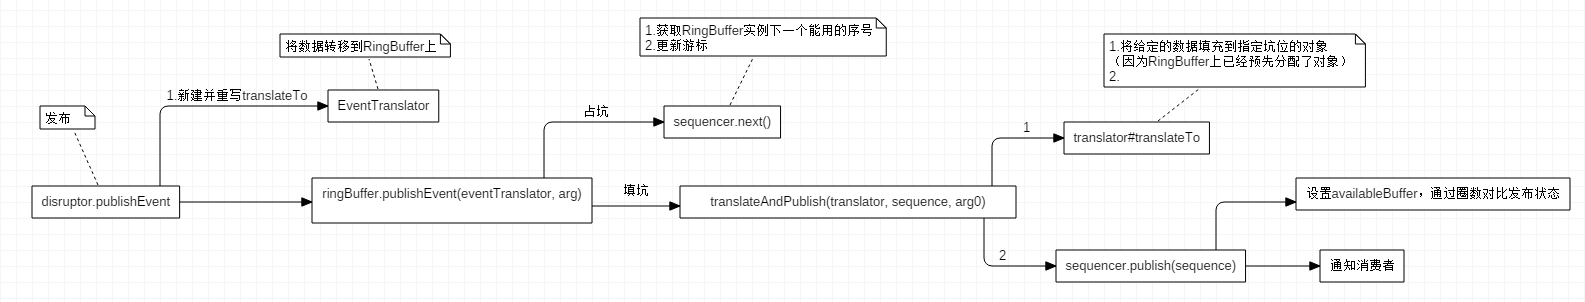 发布
disruptor.publishEvent
1.新建并重写translateTo
将数据转移到RingBuffer上
EventTranslator
ringBuffer.publishEvent(eventTranslator, arg)
占坑
1.获取RingBuffer实例下一个能用的序号
2.更新游标
sequencer.next()
填坑
translateAndPublish(translator, sequence, arg0)
1
1.将给定的数据填充到指定坑位的对象
（因为RingBuffer上已经预先分配了对象）
2.
translator#translateTo
2
sequencer.publish(sequence)
设置availableBuffer，通过圈数对比发布状态
通知消费者